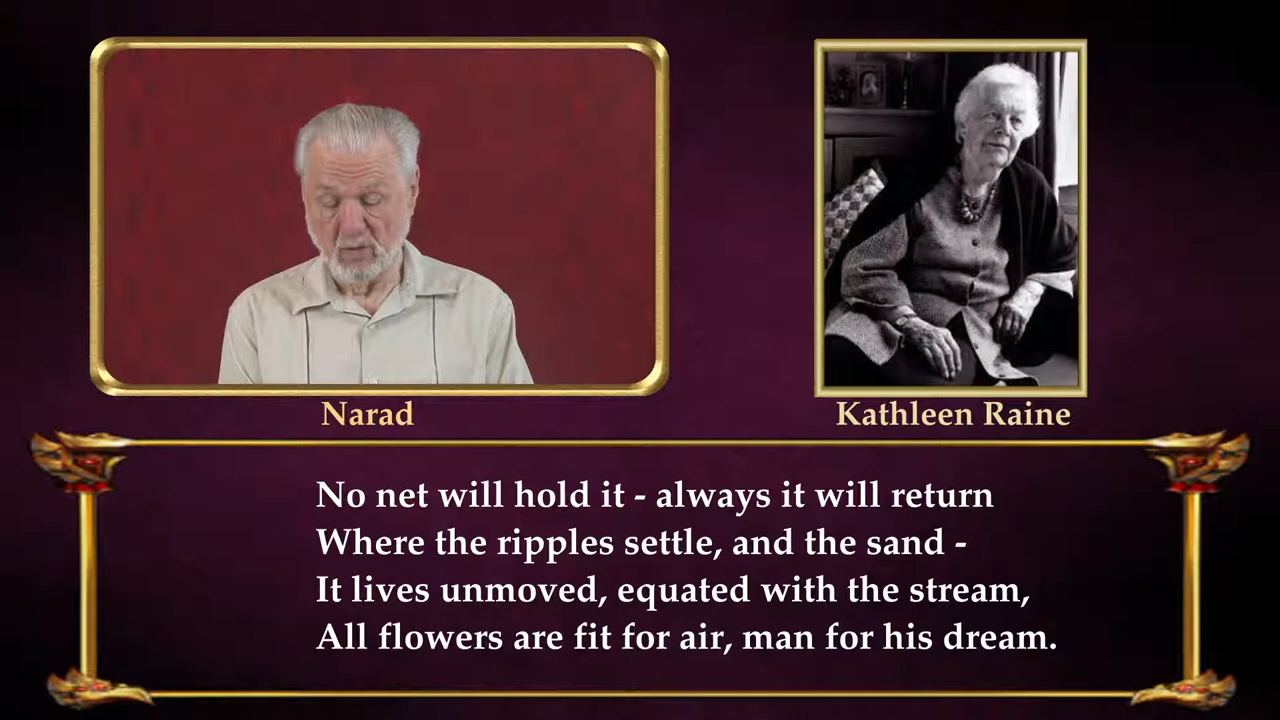 Narad
Kathleen Raine
No net will hold it - always it will return
Where the ripples settle, and the sand -
It lives unmoved, equated with the stream,
All flowers are fit for air, man for his dream.